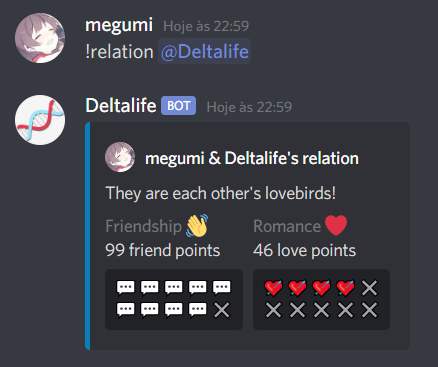 megumi Hoje às 22:59
!relation @Deltalife
Deltalife BOT Hoje às 22:59
megumi & Deltalife's relation
They are each other's lovebirds!
Friendship 👋 Romance ❤️
99 friend points 46 love points